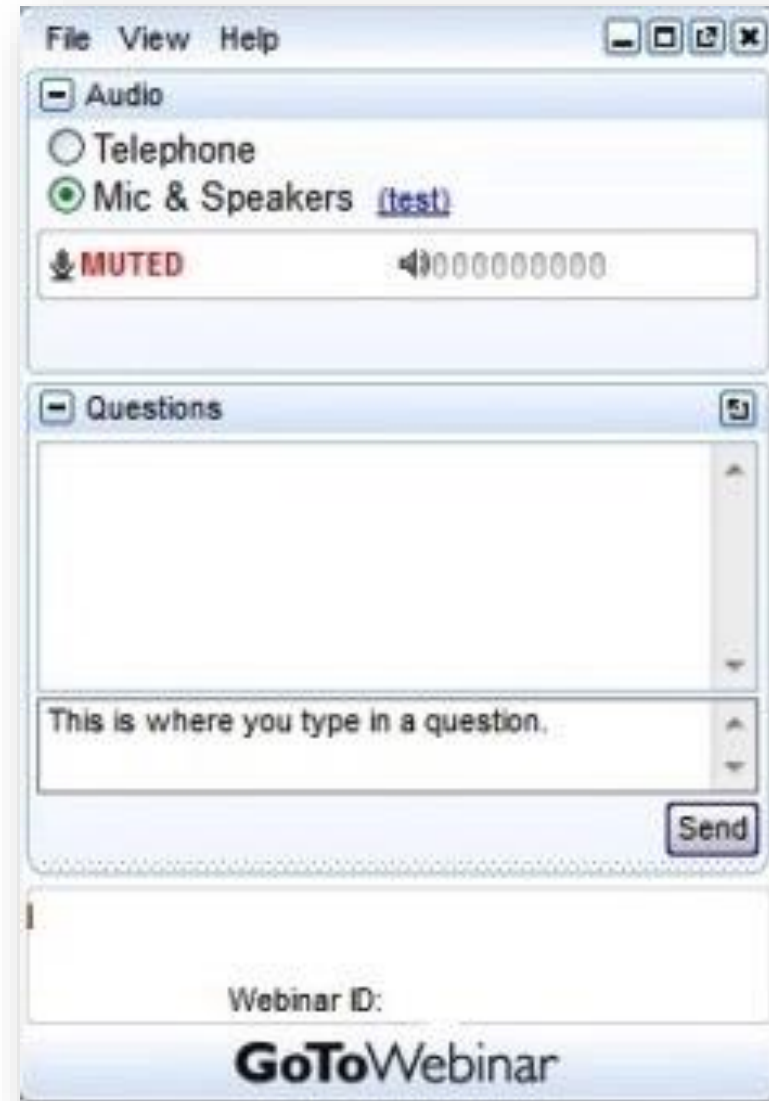 File View Help
Audio
Telephone
Mic & Speakers (test)
MUTED
Questions
This is where you type in a question.
Send
Webinar ID:
GoToWebinar